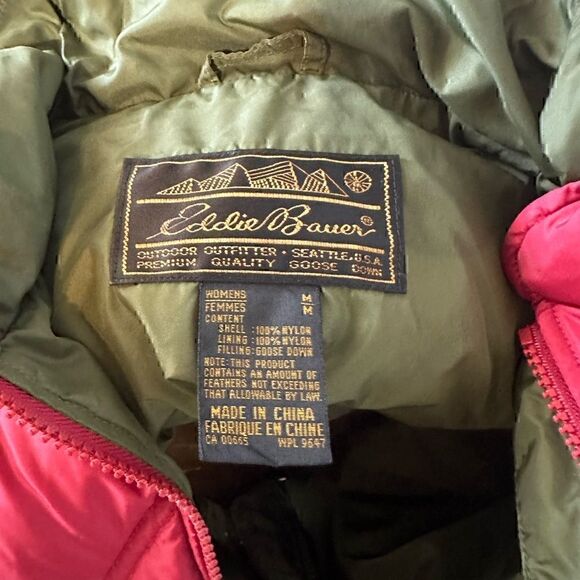 Eddie Bauer®
OUTDOOR OUTFITTER • SEATTLE, U.S.A.
PREMIUM QUALITY GOOSE DOWN
WOMENS M
FEMMES M
CONTENT
SHELL :100% NYLON
LINING :100% NYLON
FILLING:GOOSE DOWN
NOTE:THIS PRODUCT
CONTAINS AN AMOUNT OF
FEATHERS NOT EXCEEDING
THAT ALLOWABLE BY LAW.
MADE IN CHINA
FABRIQUE EN CHINE
CA 00665 WPL 9647